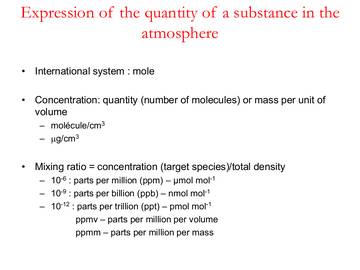 Expression of the quantity of a substance in the
atmosphere
• International system : mole
• Concentration: quantity (number of molecules) or mass per unit of
volume
– molécule/cm³
– µg/cm³
• Mixing ratio = concentration (target species)/total density
– 10⁻⁶ : parts per million (ppm) – µmol mol⁻¹
– 10⁻⁹ : parts per billion (ppb) – nmol mol⁻¹
– 10⁻¹² : parts per trillion (ppt) – pmol mol⁻¹
ppmv – parts per million per volume
ppmm – parts per million per mass